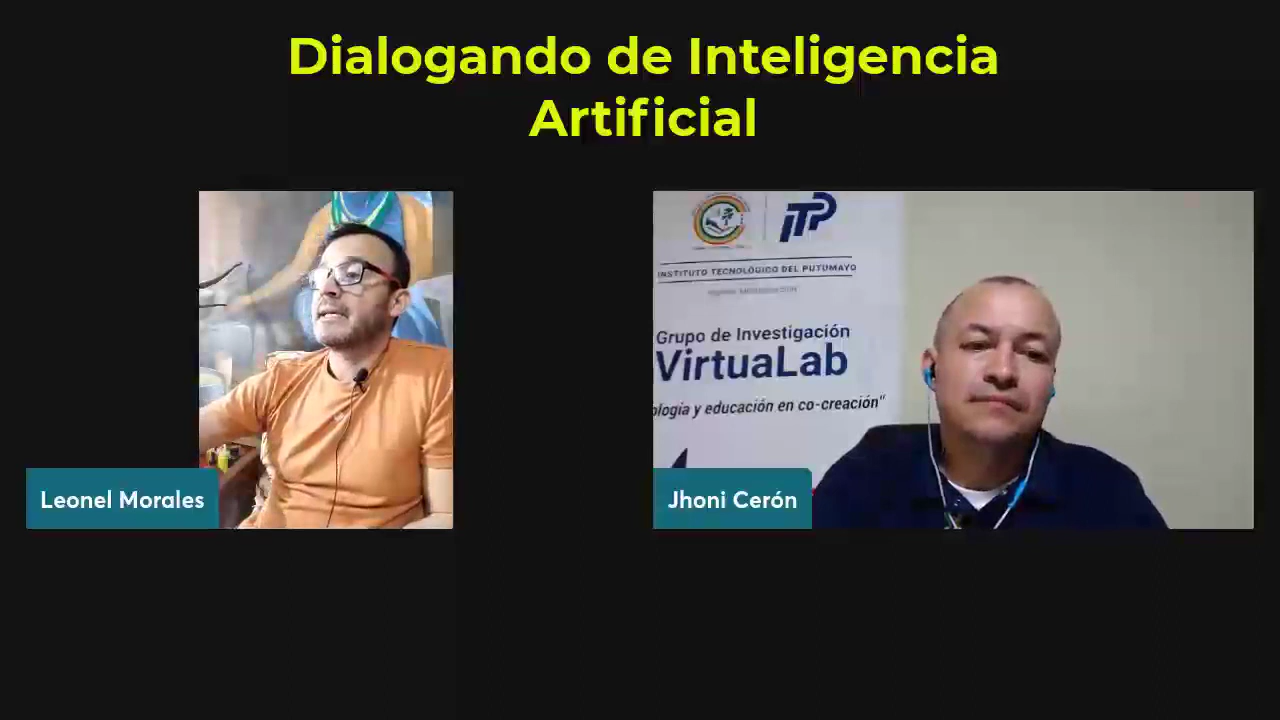 Dialogando de Inteligencia
Artificial
ITP
INSTITUTO TECNOLÓGICO DEL PUTUMAYO
Grupo de Investigación
VirtuaLab
ología y educación en co-creación"
Leonel Morales
Jhoni Cerón